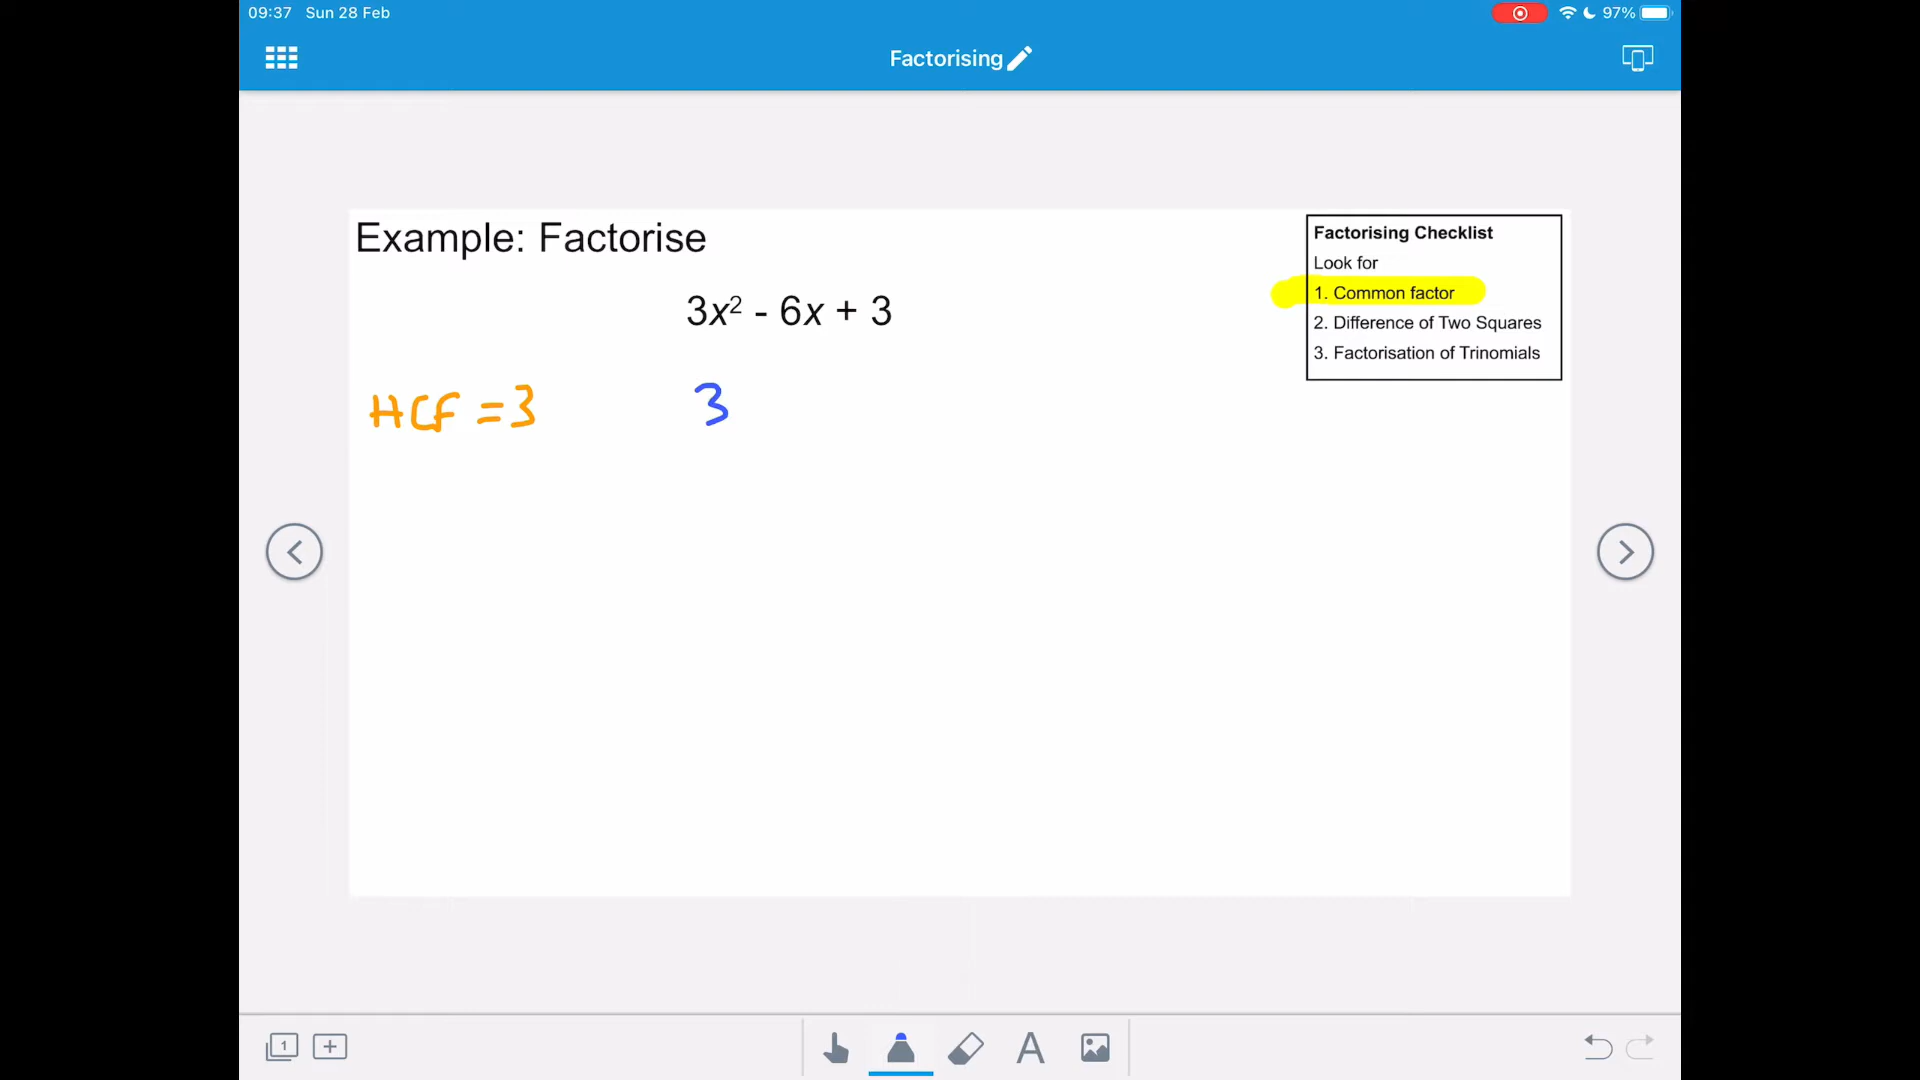 09:37 Sun 28 Feb
97%
Factorising
Example: Factorise
3x² - 6x + 3
HCF = 3
3
Factorising Checklist
Look for
1. Common factor
2. Difference of Two Squares
3. Factorisation of Trinomials
1
A